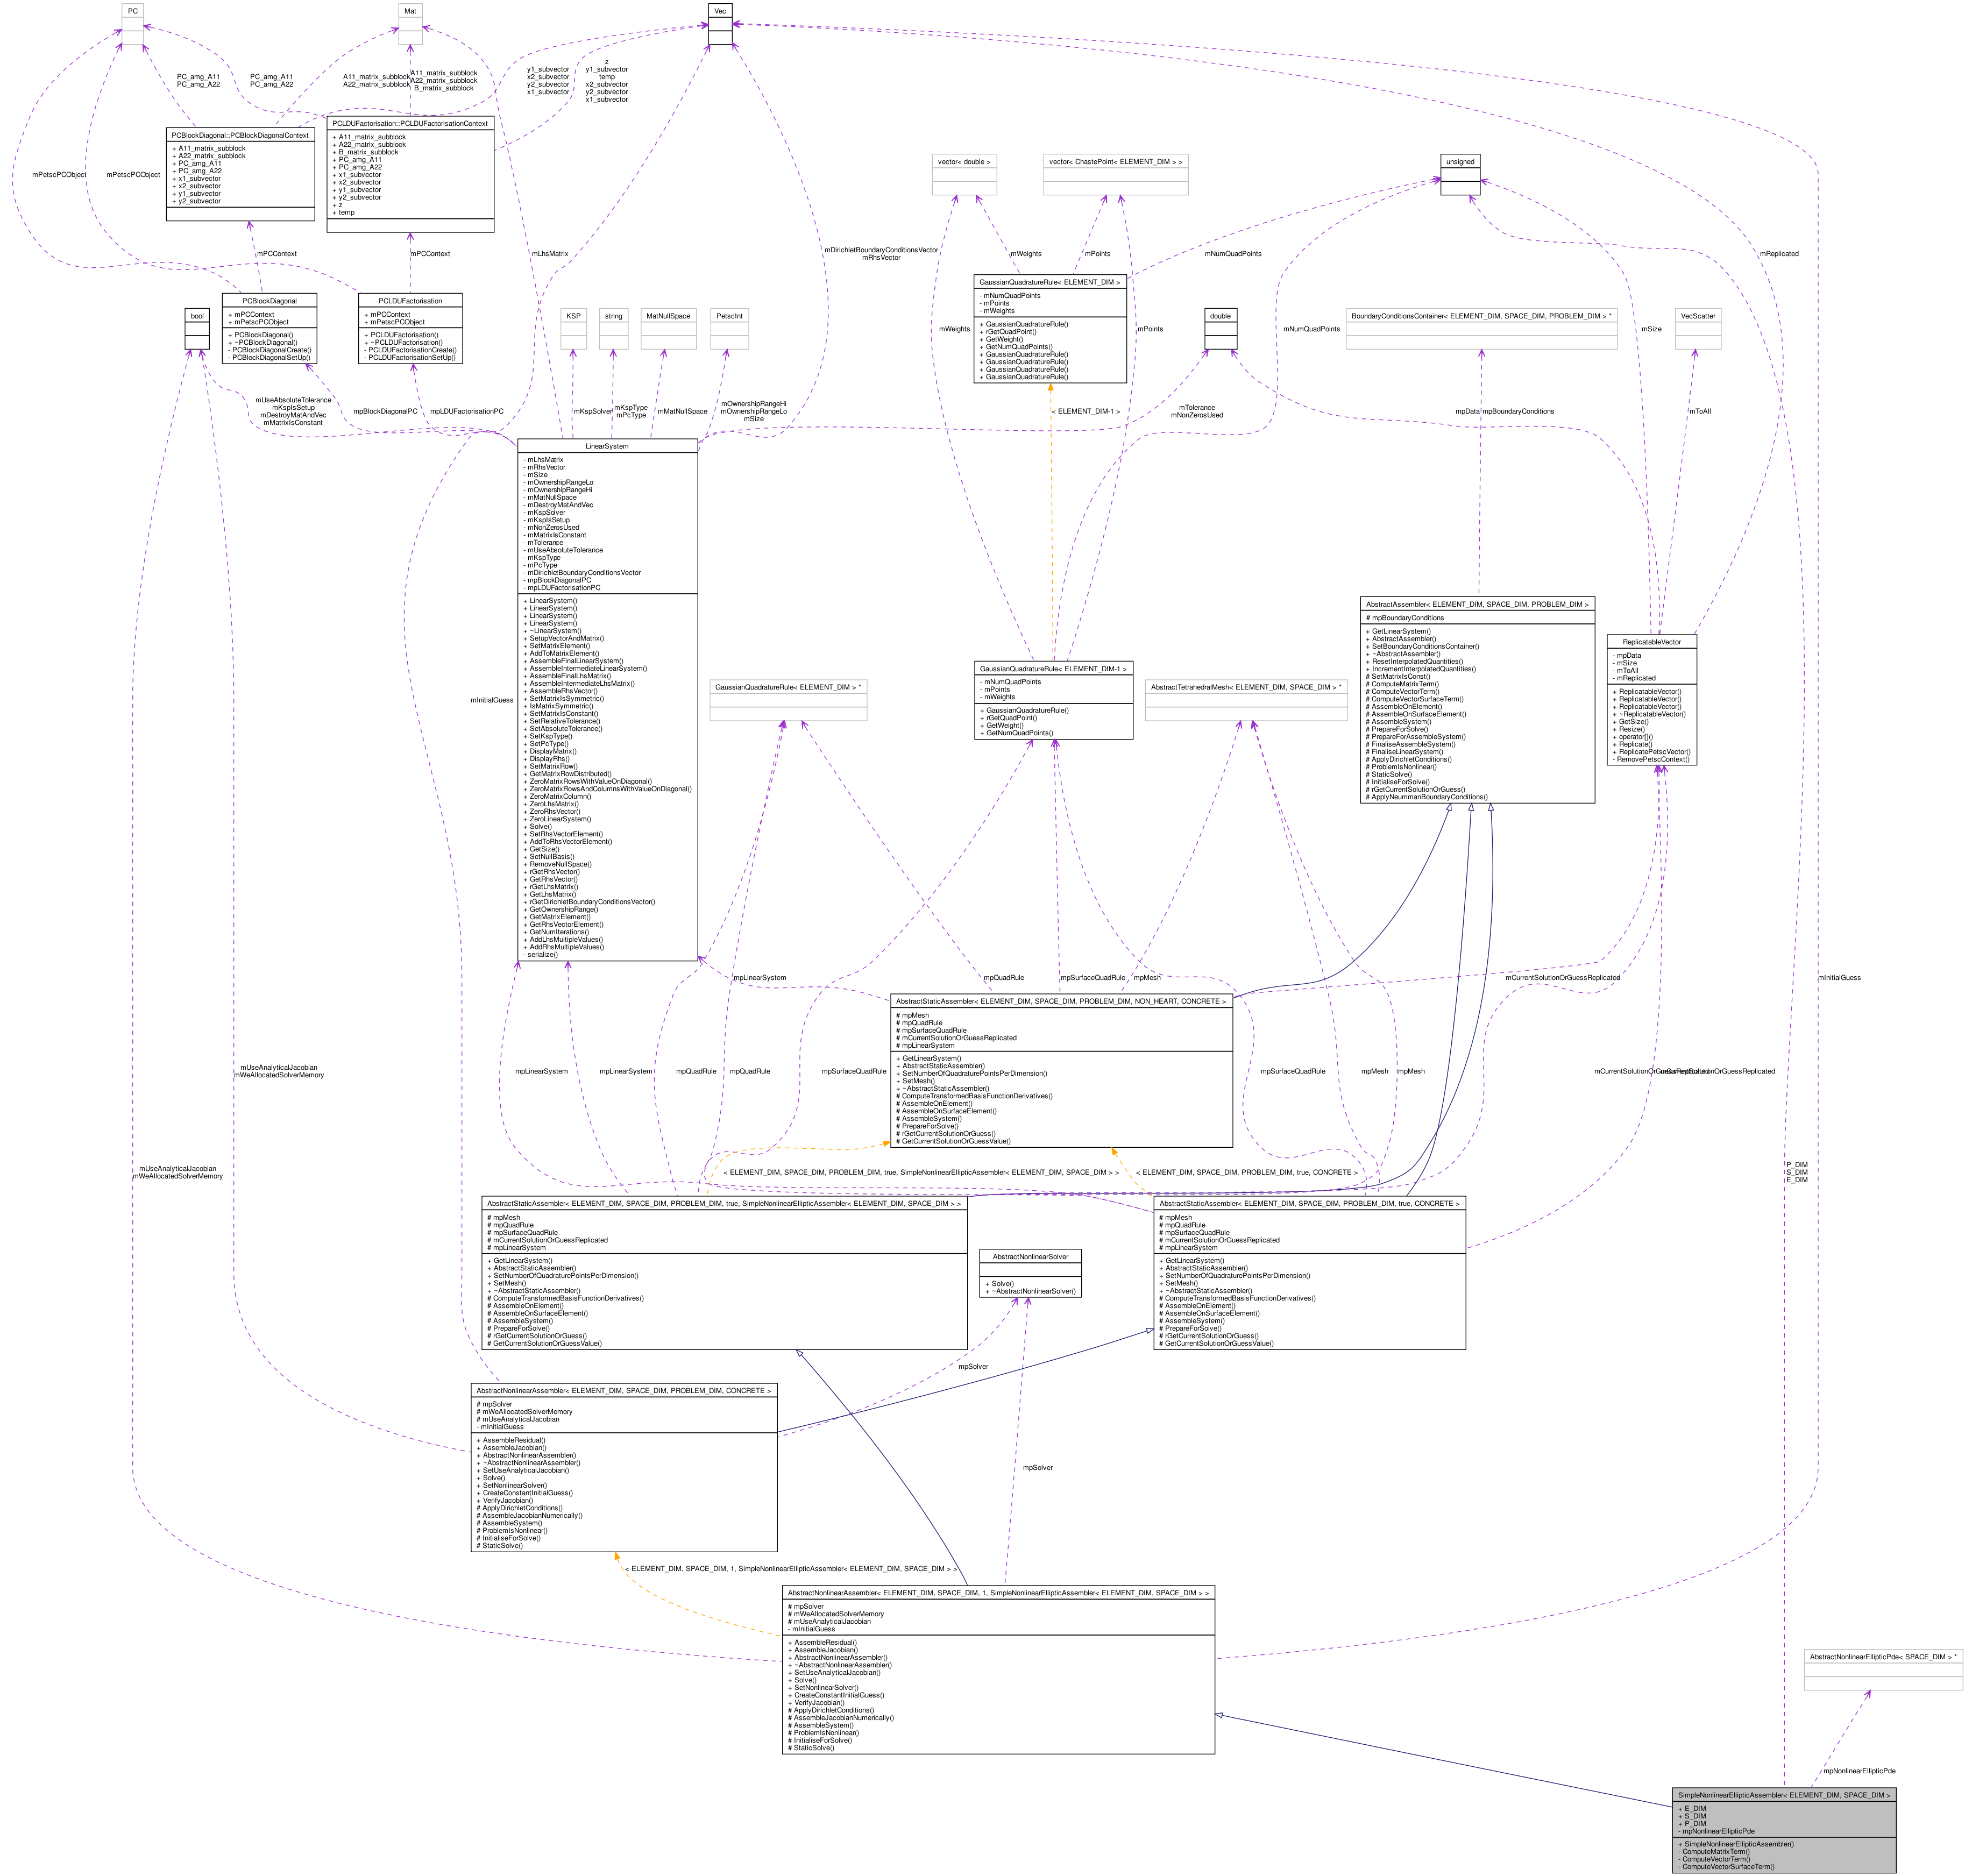 PC
Mat
Vec
PC_amg_A11
PC_amg_A22
PC_amg_A11
PC_amg_A22
A11_matrix_subblock
A22_matrix_subblock
A11_matrix_subblock
A22_matrix_subblock
B_matrix_subblock
y1_subvector
x2_subvector
y2_subvector
x1_subvector
z
y1_subvector
temp
x2_subvector
y2_subvector
x1_subvector
PCBlockDiagonal::PCBlockDiagonalContext
+ A11_matrix_subblock
+ A22_matrix_subblock
+ PC_amg_A11
+ PC_amg_A22
+ x1_subvector
+ x2_subvector
+ y1_subvector
+ y2_subvector
PCLDUFactorisation::PCLDUFactorisationContext
+ A11_matrix_subblock
+ A22_matrix_subblock
+ B_matrix_subblock
+ PC_amg_A11
+ PC_amg_A22
+ x1_subvector
+ x2_subvector
+ y1_subvector
+ y2_subvector
+ z
+ temp
mPetscPCObject
mPetscPCObject
vector< double >
vector< ChastePoint< ELEMENT_DIM > >
unsigned
mPCContext
mPCContext
mLhsMatrix
mDirichletBoundaryConditionsVector
mRhsVector
mWeights
mPoints
mNumQuadPoints
mReplicated
bool
PCBlockDiagonal
+ mPCContext
+ mPetscPCObject
+ PCBlockDiagonal()
+ ~PCBlockDiagonal()
- PCBlockDiagonalCreate()
- PCBlockDiagonalSetUp()
PCLDUFactorisation
+ mPCContext
+ mPetscPCObject
+ PCLDUFactorisation()
+ ~PCLDUFactorisation()
- PCLDUFactorisationCreate()
- PCLDUFactorisationSetUp()
KSP
string
MatNullSpace
PetscInt
GaussianQuadratureRule< ELEMENT_DIM >
- mNumQuadPoints
- mPoints
- mWeights
+ GaussianQuadratureRule()
+ rGetQuadPoint()
+ GetWeight()
+ GetNumQuadPoints()
+ GaussianQuadratureRule()
+ GaussianQuadratureRule()
+ GaussianQuadratureRule()
+ GaussianQuadratureRule()
double
BoundaryConditionsContainer< ELEMENT_DIM, SPACE_DIM, PROBLEM_DIM > *
VecScatter
mWeights
mPoints
mNumQuadPoints
mSize
mUseAbsoluteTolerance
mKspIsSetup
mDestroyMatAndVec
mMatrixIsConstant
mpBlockDiagonalPC
mpLDUFactorisationPC
mKspSolver
mKspType
mPcType
mMatNullSpace
mOwnershipRangeHi
mOwnershipRangeLo
mSize
< ELEMENT_DIM-1 >
mTolerance
mNonZerosUsed
mpData
mpBoundaryConditions
mToAll
LinearSystem
- mLhsMatrix
- mRhsVector
- mSize
- mOwnershipRangeLo
- mOwnershipRangeHi
- mMatNullSpace
- mDestroyMatAndVec
- mKspSolver
- mKspIsSetup
- mNonZerosUsed
- mMatrixIsConstant
- mTolerance
- mUseAbsoluteTolerance
- mKspType
- mPcType
- mDirichletBoundaryConditionsVector
- mpBlockDiagonalPC
- mpLDUFactorisationPC
+ LinearSystem()
+ LinearSystem()
+ LinearSystem()
+ LinearSystem()
+ ~LinearSystem()
+ SetupVectorAndMatrix()
+ SetMatrixElement()
+ AddToMatrixElement()
+ AssembleFinalLinearSystem()
+ AssembleIntermediateLinearSystem()
+ AssembleFinalLhsMatrix()
+ AssembleIntermediateLhsMatrix()
+ AssembleRhsVector()
+ SetMatrixIsSymmetric()
+ IsMatrixSymmetric()
+ SetMatrixIsConstant()
+ SetRelativeTolerance()
+ SetAbsoluteTolerance()
+ SetKspType()
+ SetPcType()
+ DisplayMatrix()
+ DisplayRhs()
+ SetMatrixRow()
+ GetMatrixRowDistributed()
+ ZeroMatrixRowsWithValueOnDiagonal()
+ ZeroMatrixRowsAndColumnsWithValueOnDiagonal()
+ ZeroMatrixColumn()
+ ZeroLhsMatrix()
+ ZeroRhsVector()
+ ZeroLinearSystem()
+ Solve()
+ SetRhsVectorElement()
+ AddToRhsVectorElement()
+ GetSize()
+ SetNullBasis()
+ RemoveNullSpace()
+ rGetRhsVector()
+ GetRhsVector()
+ rGetLhsMatrix()
+ GetLhsMatrix()
+ rGetDirichletBoundaryConditionsVector()
+ GetOwnershipRange()
+ GetMatrixElement()
+ GetRhsVectorElement()
+ GetNumIterations()
+ AddLhsMultipleValues()
+ AddRhsMultipleValues()
- serialize()
AbstractAssembler< ELEMENT_DIM, SPACE_DIM, PROBLEM_DIM >
# mpBoundaryConditions
+ GetLinearSystem()
+ AbstractAssembler()
+ SetBoundaryConditionsContainer()
+ ~AbstractAssembler()
+ ResetInterpolatedQuantities()
+ IncrementInterpolatedQuantities()
# SetMatrixIsConst()
# ComputeMatrixTerm()
# ComputeVectorTerm()
# ComputeVectorSurfaceTerm()
# AssembleOnElement()
# AssembleOnSurfaceElement()
# AssembleSystem()
# PrepareForSolve()
# PrepareForAssembleSystem()
# FinaliseAssembleSystem()
# FinaliseLinearSystem()
# ApplyDirichletConditions()
# ProblemIsNonlinear()
# StaticSolve()
# InitialiseForSolve()
# rGetCurrentSolutionOrGuess()
# ApplyNeummanBoundaryConditions()
ReplicatableVector
- mpData
- mSize
- mToAll
- mReplicated
+ ReplicatableVector()
+ ReplicatableVector()
+ ReplicatableVector()
+ ~ReplicatableVector()
+ GetSize()
+ Resize()
+ operator[]()
+ Replicate()
+ ReplicatePetscVector()
- RemovePetscContext()
mInitialGuess
GaussianQuadratureRule< ELEMENT_DIM > *
GaussianQuadratureRule< ELEMENT_DIM-1 >
- mNumQuadPoints
- mPoints
- mWeights
+ GaussianQuadratureRule()
+ rGetQuadPoint()
+ GetWeight()
+ GetNumQuadPoints()
AbstractTetrahedralMesh< ELEMENT_DIM, SPACE_DIM > *
mpLinearSystem
mpQuadRule
mpSurfaceQuadRule
mpMesh
mCurrentSolutionOrGuessReplicated
mInitialGuess
AbstractStaticAssembler< ELEMENT_DIM, SPACE_DIM, PROBLEM_DIM, NON_HEART, CONCRETE >
# mpMesh
# mpQuadRule
# mpSurfaceQuadRule
# mCurrentSolutionOrGuessReplicated
# mpLinearSystem
+ GetLinearSystem()
+ AbstractStaticAssembler()
+ SetNumberOfQuadraturePointsPerDimension()
+ SetMesh()
+ ~AbstractStaticAssembler()
# ComputeTransformedBasisFunctionDerivatives()
# AssembleOnElement()
# AssembleOnSurfaceElement()
# AssembleSystem()
# PrepareForSolve()
# rGetCurrentSolutionOrGuess()
# GetCurrentSolutionOrGuessValue()
mUseAnalyticalJacobian
mWeAllocatedSolverMemory
mpLinearSystem
mpLinearSystem
mpQuadRule
mpQuadRule
mpSurfaceQuadRule
mpSurfaceQuadRule
mpMesh
mpMesh
mCurrentSolutionOrGuessReplicated
mCurrentSolutionOrGuessReplicated
mUseAnalyticalJacobian
mWeAllocatedSolverMemory
< ELEMENT_DIM, SPACE_DIM, PROBLEM_DIM, true, SimpleNonlinearEllipticAssembler< ELEMENT_DIM, SPACE_DIM > >
< ELEMENT_DIM, SPACE_DIM, PROBLEM_DIM, true, CONCRETE >
P_DIM
S_DIM
E_DIM
AbstractStaticAssembler< ELEMENT_DIM, SPACE_DIM, PROBLEM_DIM, true, SimpleNonlinearEllipticAssembler< ELEMENT_DIM, SPACE_DIM > >
# mpMesh
# mpQuadRule
# mpSurfaceQuadRule
# mCurrentSolutionOrGuessReplicated
# mpLinearSystem
+ GetLinearSystem()
+ AbstractStaticAssembler()
+ SetNumberOfQuadraturePointsPerDimension()
+ SetMesh()
+ ~AbstractStaticAssembler()
# ComputeTransformedBasisFunctionDerivatives()
# AssembleOnElement()
# AssembleOnSurfaceElement()
# AssembleSystem()
# PrepareForSolve()
# rGetCurrentSolutionOrGuess()
# GetCurrentSolutionOrGuessValue()
AbstractNonlinearSolver
+ Solve()
+ ~AbstractNonlinearSolver()
AbstractStaticAssembler< ELEMENT_DIM, SPACE_DIM, PROBLEM_DIM, true, CONCRETE >
# mpMesh
# mpQuadRule
# mpSurfaceQuadRule
# mCurrentSolutionOrGuessReplicated
# mpLinearSystem
+ GetLinearSystem()
+ AbstractStaticAssembler()
+ SetNumberOfQuadraturePointsPerDimension()
+ SetMesh()
+ ~AbstractStaticAssembler()
# ComputeTransformedBasisFunctionDerivatives()
# AssembleOnElement()
# AssembleOnSurfaceElement()
# AssembleSystem()
# PrepareForSolve()
# rGetCurrentSolutionOrGuess()
# GetCurrentSolutionOrGuessValue()
mpSolver
AbstractNonlinearAssembler< ELEMENT_DIM, SPACE_DIM, PROBLEM_DIM, CONCRETE >
# mpSolver
# mWeAllocatedSolverMemory
# mUseAnalyticalJacobian
- mInitialGuess
+ AssembleResidual()
+ AssembleJacobian()
+ AbstractNonlinearAssembler()
+ ~AbstractNonlinearAssembler()
+ SetUseAnalyticalJacobian()
+ Solve()
+ SetNonlinearSolver()
+ CreateConstantInitialGuess()
+ VerifyJacobian()
# ApplyDirichletConditions()
# AssembleJacobianNumerically()
# AssembleSystem()
# ProblemIsNonlinear()
# InitialiseForSolve()
# StaticSolve()
mpSolver
< ELEMENT_DIM, SPACE_DIM, 1, SimpleNonlinearEllipticAssembler< ELEMENT_DIM, SPACE_DIM > >
AbstractNonlinearAssembler< ELEMENT_DIM, SPACE_DIM, 1, SimpleNonlinearEllipticAssembler< ELEMENT_DIM, SPACE_DIM > >
# mpSolver
# mWeAllocatedSolverMemory
# mUseAnalyticalJacobian
- mInitialGuess
+ AssembleResidual()
+ AssembleJacobian()
+ AbstractNonlinearAssembler()
+ ~AbstractNonlinearAssembler()
+ SetUseAnalyticalJacobian()
+ Solve()
+ SetNonlinearSolver()
+ CreateConstantInitialGuess()
+ VerifyJacobian()
# ApplyDirichletConditions()
# AssembleJacobianNumerically()
# AssembleSystem()
# ProblemIsNonlinear()
# InitialiseForSolve()
# StaticSolve()
AbstractNonlinearEllipticPde< SPACE_DIM > *
mpNonlinearEllipticPde
SimpleNonlinearEllipticAssembler< ELEMENT_DIM, SPACE_DIM >
+ E_DIM
+ S_DIM
+ P_DIM
- mpNonlinearEllipticPde
+ SimpleNonlinearEllipticAssembler()
- ComputeMatrixTerm()
- ComputeVectorTerm()
- ComputeVectorSurfaceTerm()